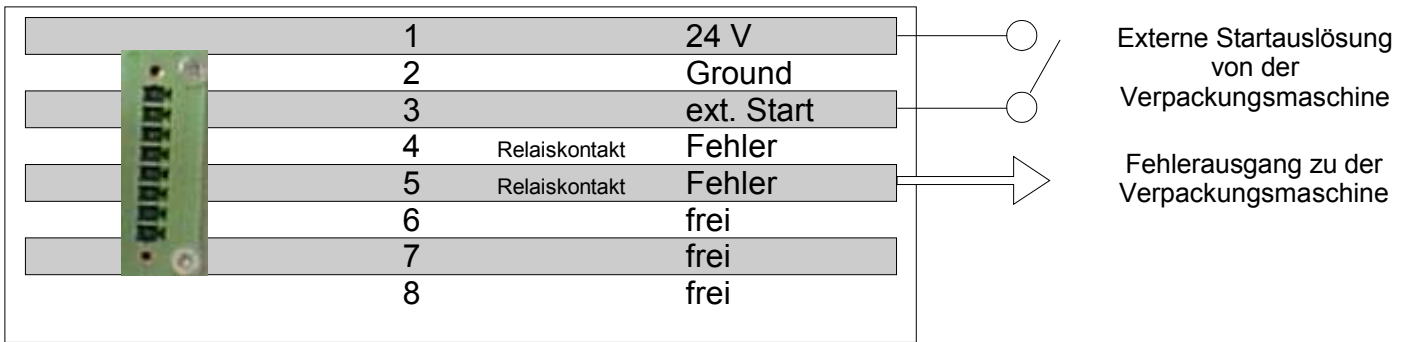 1 24 V
2 Ground
3 ext. Start
4 Relaiskontakt Fehler
5 Relaiskontakt Fehler
6 frei
7 frei
8 frei
Externe Startauslösung
von der
Verpackungsmaschine
Fehlerausgang zu der
Verpackungsmaschine